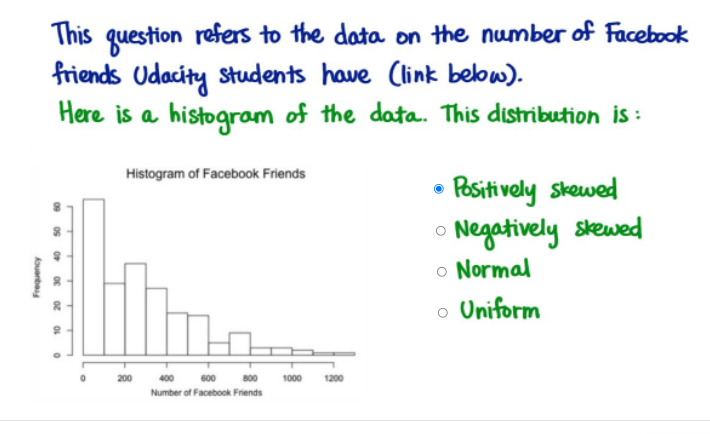 This question refers to the data on the number of Facebook
friends Udacity students have (link below).
Here is a histogram of the data. This distribution is:
Histogram of Facebook Friends
Positively skewed
Negatively skewed
Normal
Uniform
Frequency
60
50
40
30
20
10
0
0 200 400 600 800 1000 1200
Number of Facebook Friends